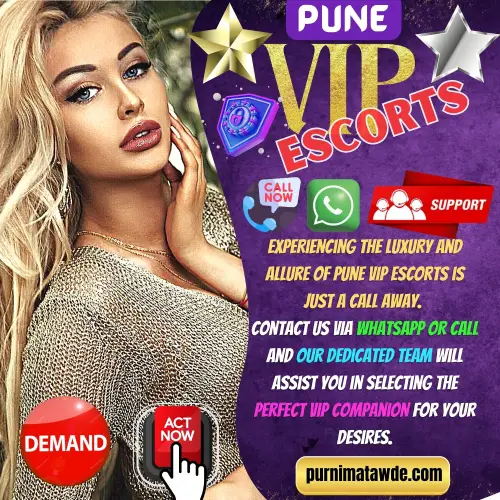 PUNE
VIP
ESCORTS
CALL
NOW
SUPPORT
EXPERIENCING THE LUXURY AND
ALLURE OF PUNE VIP ESCORTS IS
JUST A CALL AWAY.
CONTACT US VIA WHATSAPP OR CALL
AND OUR DEDICATED TEAM WILL
ASSIST YOU IN SELECTING THE
PERFECT VIP COMPANION FOR YOUR
DESIRES.
DEMAND
ACT
NOW
purnimatawde.com